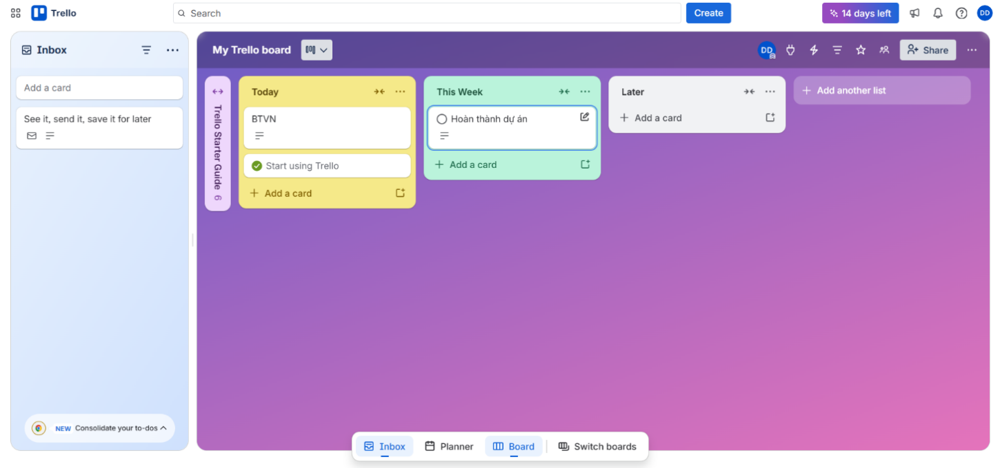 Trello
Search
Create
14 days left
DD
Inbox
Add a card
See it, send it, save it for later
NEW Consolidate your to-dos
My Trello board
DD
Share
Trello Starter Guide 6
Today
BTVN
Start using Trello
Add a card
This Week
Hoàn thành dự án
Add a card
Later
Add a card
Add another list
Inbox
Planner
Board
Switch boards